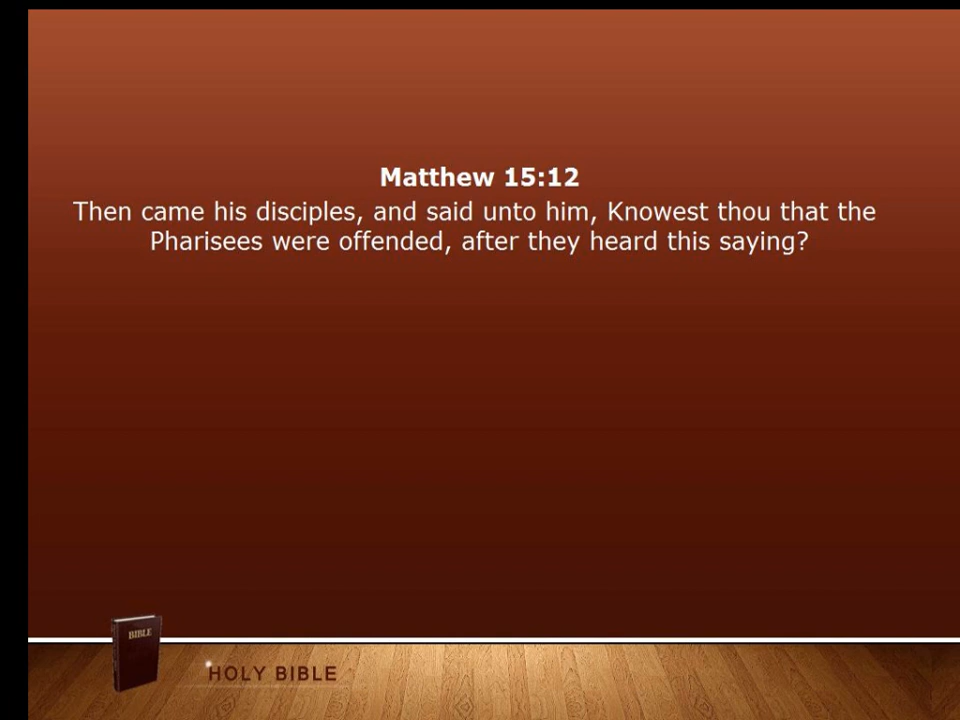 Matthew 15:12
Then came his disciples, and said unto him, Knowest thou that the
Pharisees were offended, after they heard this saying?
BIBLE
HOLY BIBLE